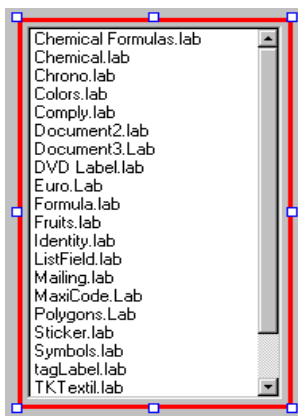 Chemical Formulas.lab
Chemical.lab
Chrono.lab
Colors.lab
Comply.lab
Document2.lab
Document3.Lab
DVD Label.lab
Euro.Lab
Formula.lab
Fruits.lab
Identity.lab
ListField.lab
Mailing.lab
MaxiCode.Lab
Polygons.Lab
Sticker.lab
Symbols.lab
tagLabel.lab
TKTextil.lab